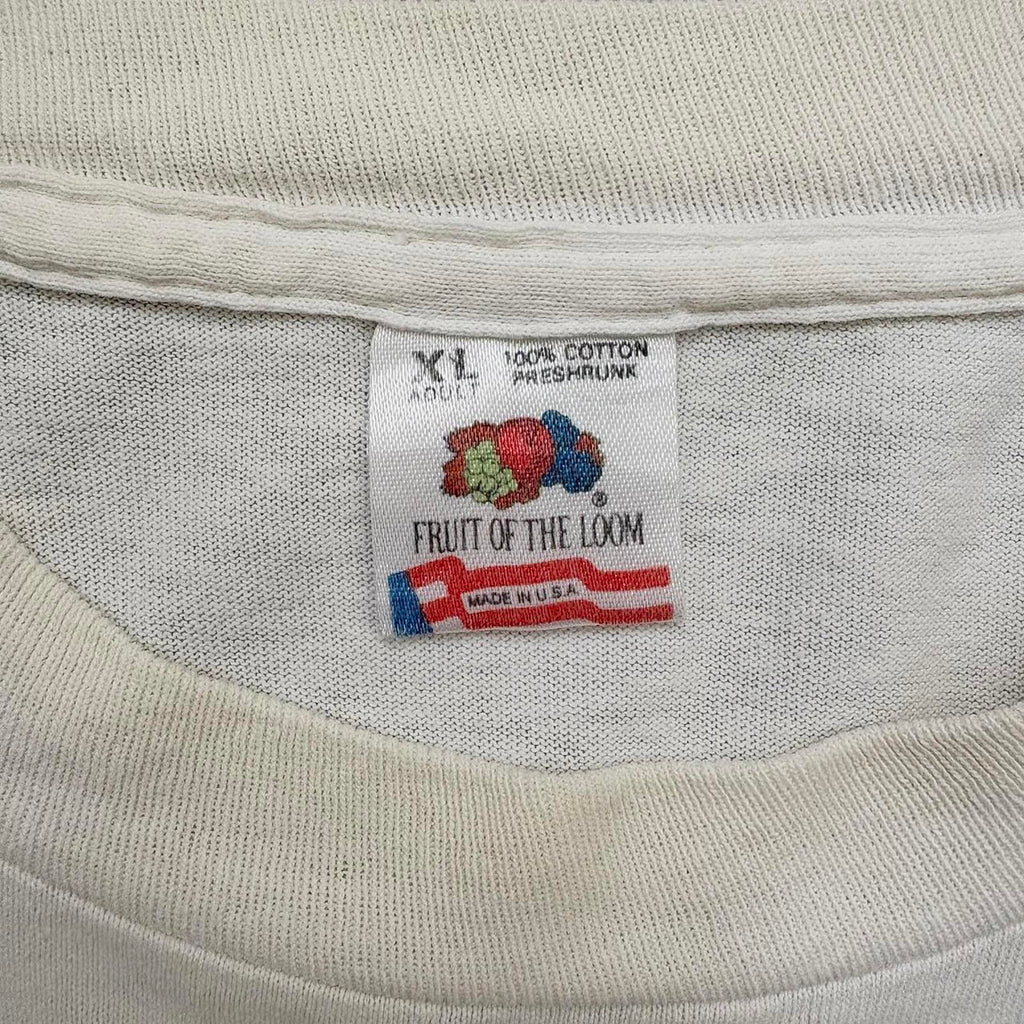 XL
ADULT
100% COTTON
PRESHRUNK
®
FRUIT OF THE LOOM
MADE IN U.S.A.